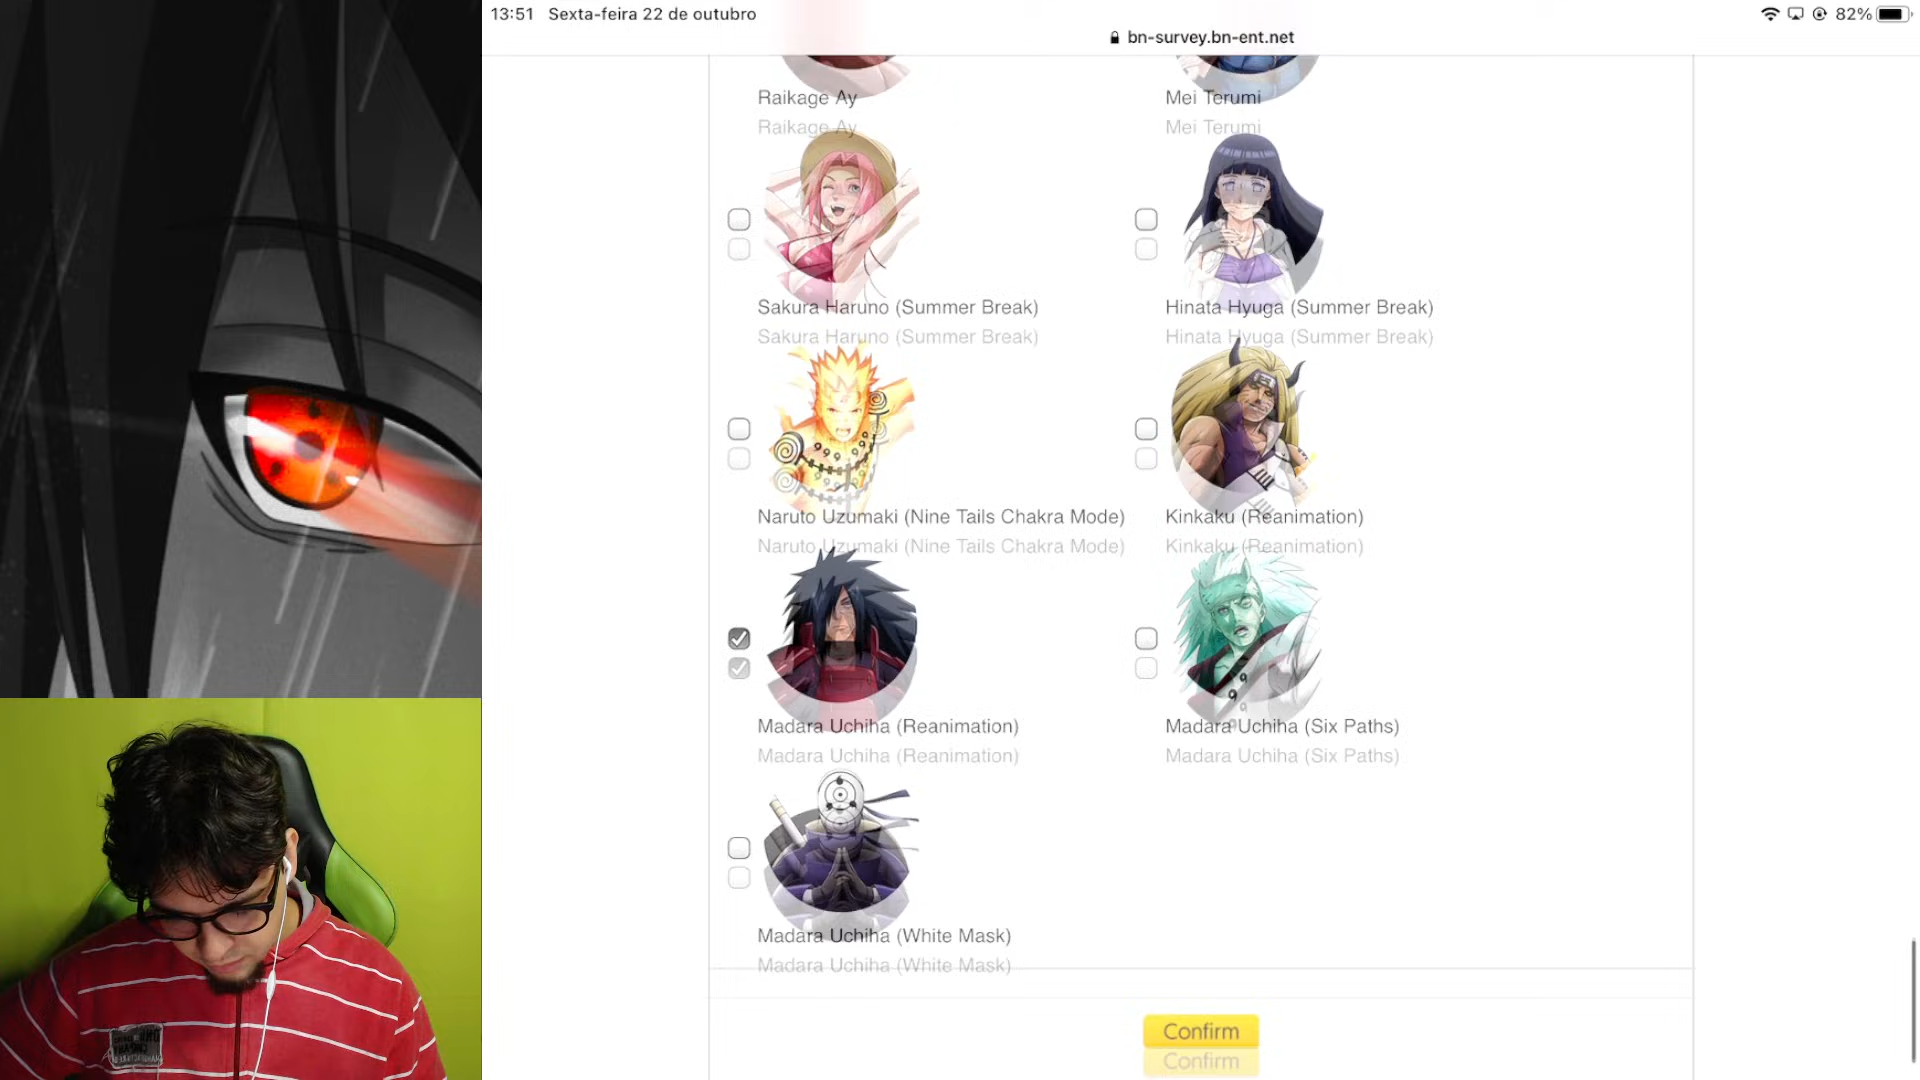 13:51 Sexta-feira 22 de outubro
82%
bn-survey.bn-ent.net
Raikage Ay
Mei Terumi
Raikage Ay
Mei Terumi
Sakura Haruno (Summer Break)
Hinata Hyuga (Summer Break)
Sakura Haruno (Summer Break)
Hinata Hyuga (Summer Break)
Naruto Uzumaki (Nine Tails Chakra Mode)
Kinkaku (Reanimation)
Naruto Uzumaki (Nine Tails Chakra Mode)
Kinkaku (Reanimation)
Madara Uchiha (Reanimation)
Madara Uchiha (Six Paths)
Madara Uchiha (Reanimation)
Madara Uchiha (Six Paths)
Madara Uchiha (White Mask)
Madara Uchiha (White Mask)
Confirm
Confirm